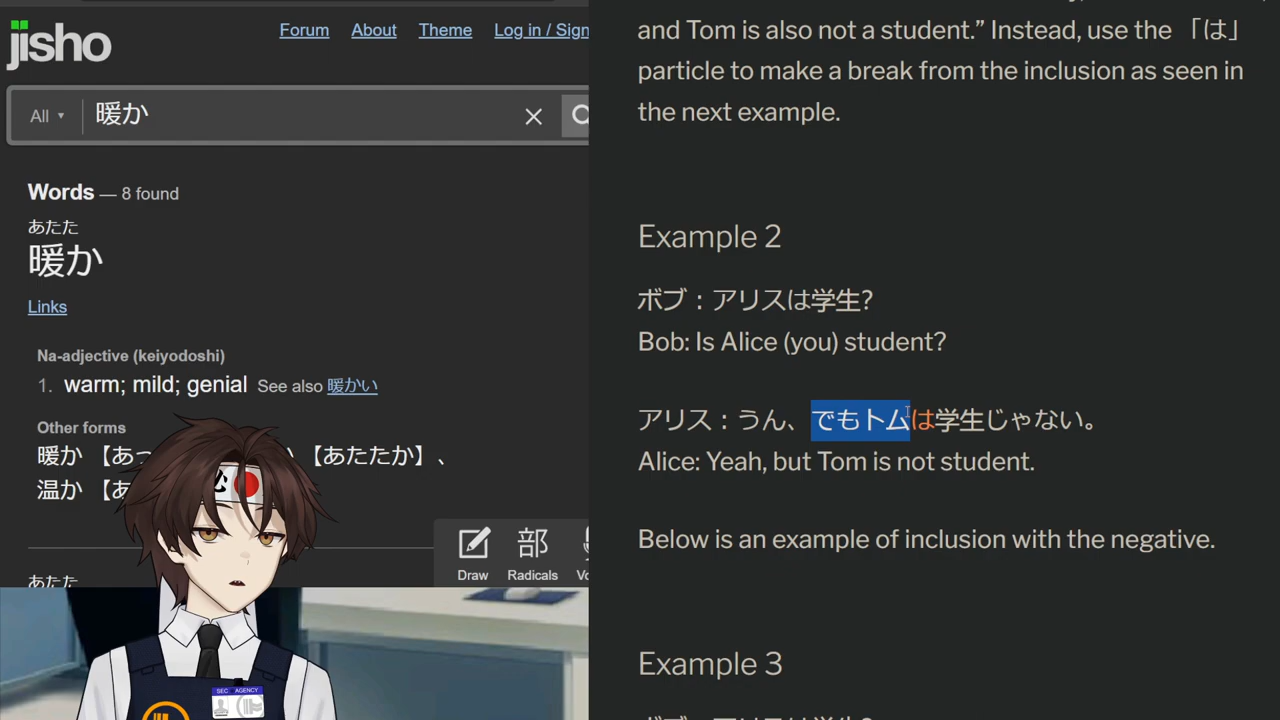 jisho
Forum About Theme Log in / Sign
All ▾ 暖か
Words — 8 found
あたた
暖か
Links
Na-adjective (keiyodoshi)
1. warm; mild; genial See also 暖かい
Other forms
暖か 【あっ 【あたたか】、
温か 【あ
Draw Radicals
あたた
SEC AGENCY
and Tom is also not a student.” Instead, use the 「は」
particle to make a break from the inclusion as seen in
the next example.
Example 2
ボブ：アリスは学生?
Bob: Is Alice (you) student?
アリス：うん、でもトムは学生じゃない。
Alice: Yeah, but Tom is not student.
Below is an example of inclusion with the negative.
Example 3